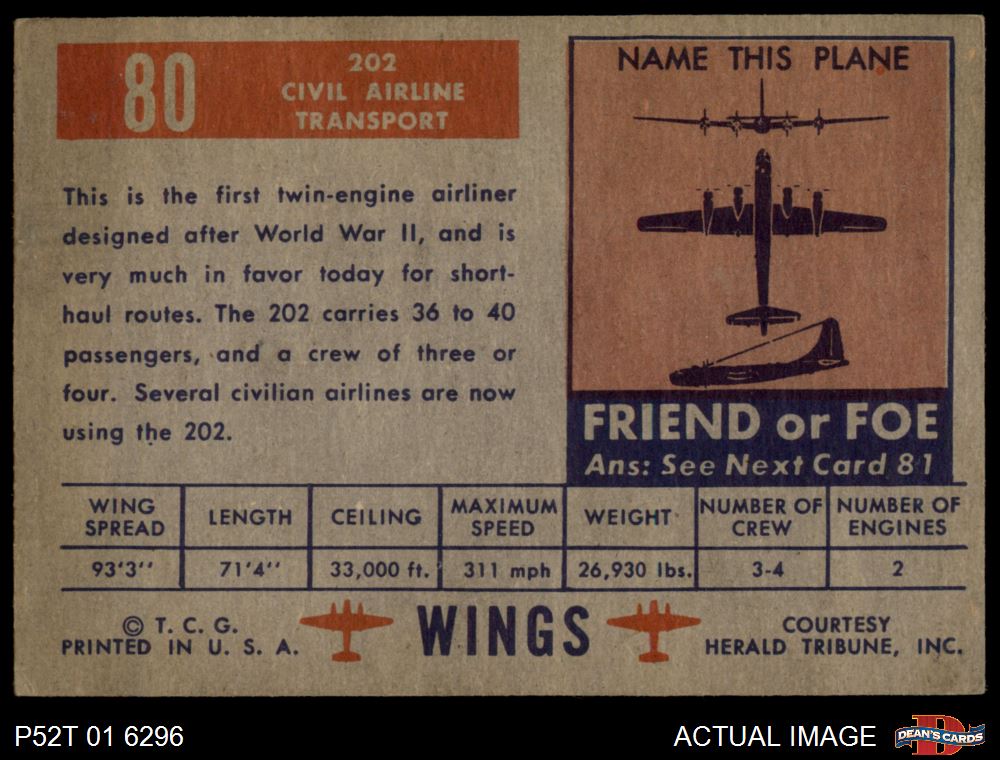 80
202
CIVIL AIRLINE
TRANSPORT
This is the first twin-engine airliner
designed after World War II, and is
very much in favor today for short-
haul routes. The 202 carries 36 to 40
passengers, and a crew of three or
four. Several civilian airlines are now
using the 202.
NAME THIS PLANE
FRIEND or FOE
Ans: See Next Card 81
WING SPREAD
LENGTH
CEILING
MAXIMUM SPEED
WEIGHT
NUMBER OF CREW
NUMBER OF ENGINES
93'3''
71'4''
33,000 ft.
311 mph
26,930 lbs.
3-4
2
© T. C. G.
PRINTED IN U. S. A.
WINGS
COURTESY
HERALD TRIBUNE, INC.
P52T 01 6296
ACTUAL IMAGE
D
DEAN'S CARDS